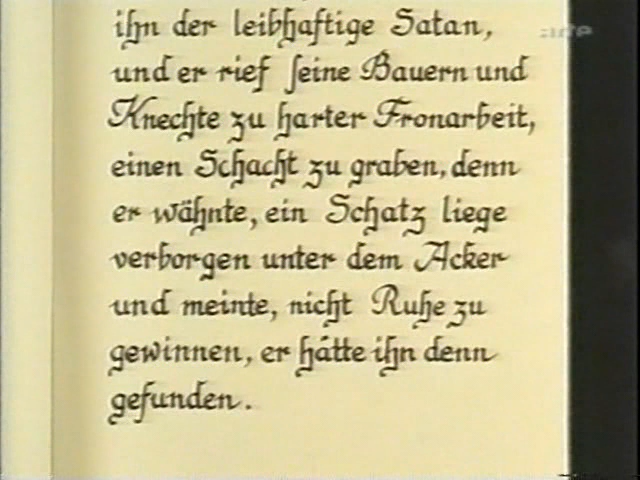 ihn der leibhaftige Satan,
arte
und er rief seine Bauern und
Knechte zu harter Fronarbeit,
einen Schacht zu graben, denn
er wähnte, ein Schatz liege
verborgen unter dem Acker
und meinte, nicht Ruhe zu
gewinnen, er hätte ihn denn
gefunden.